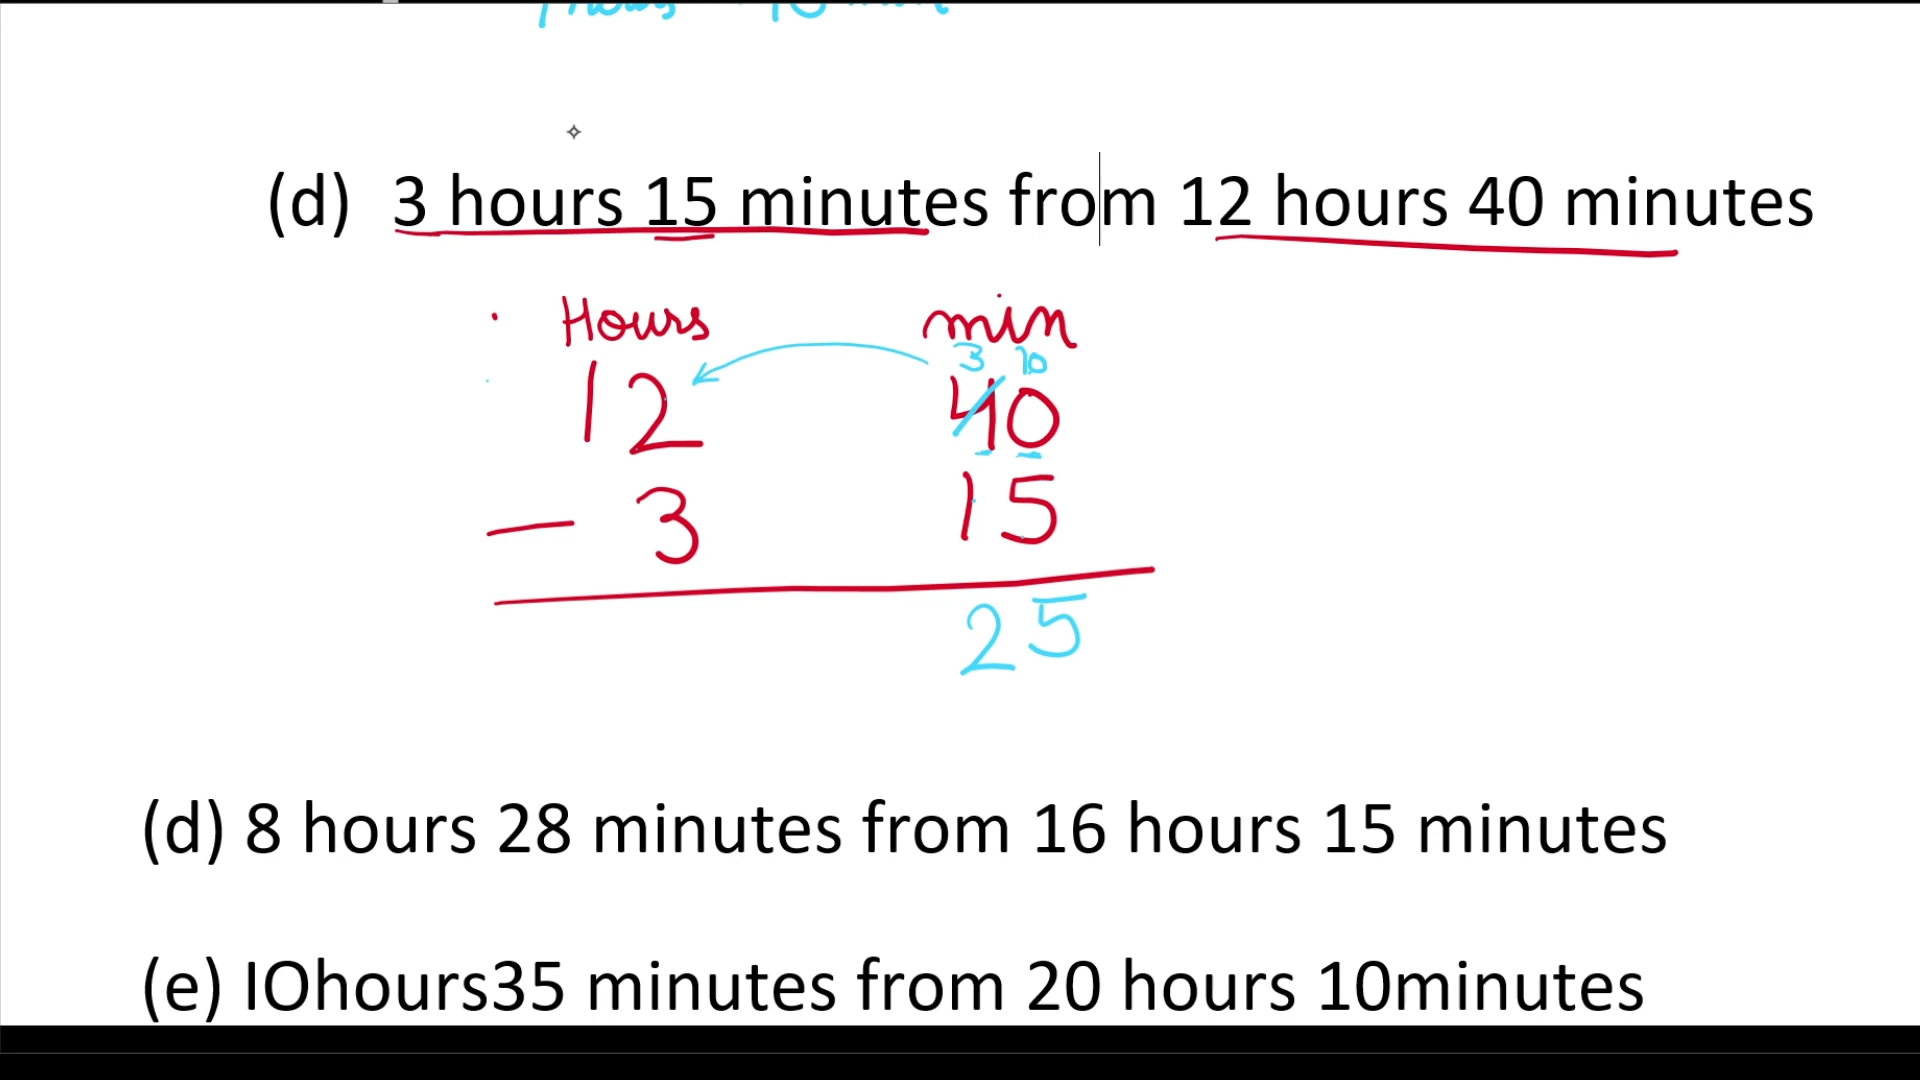 (d) 3 hours 15 minutes from 12 hours 40 minutes
Hours min
3 10
12 40
- 3 15
25
(d) 8 hours 28 minutes from 16 hours 15 minutes
(e) IOhours35 minutes from 20 hours 10minutes